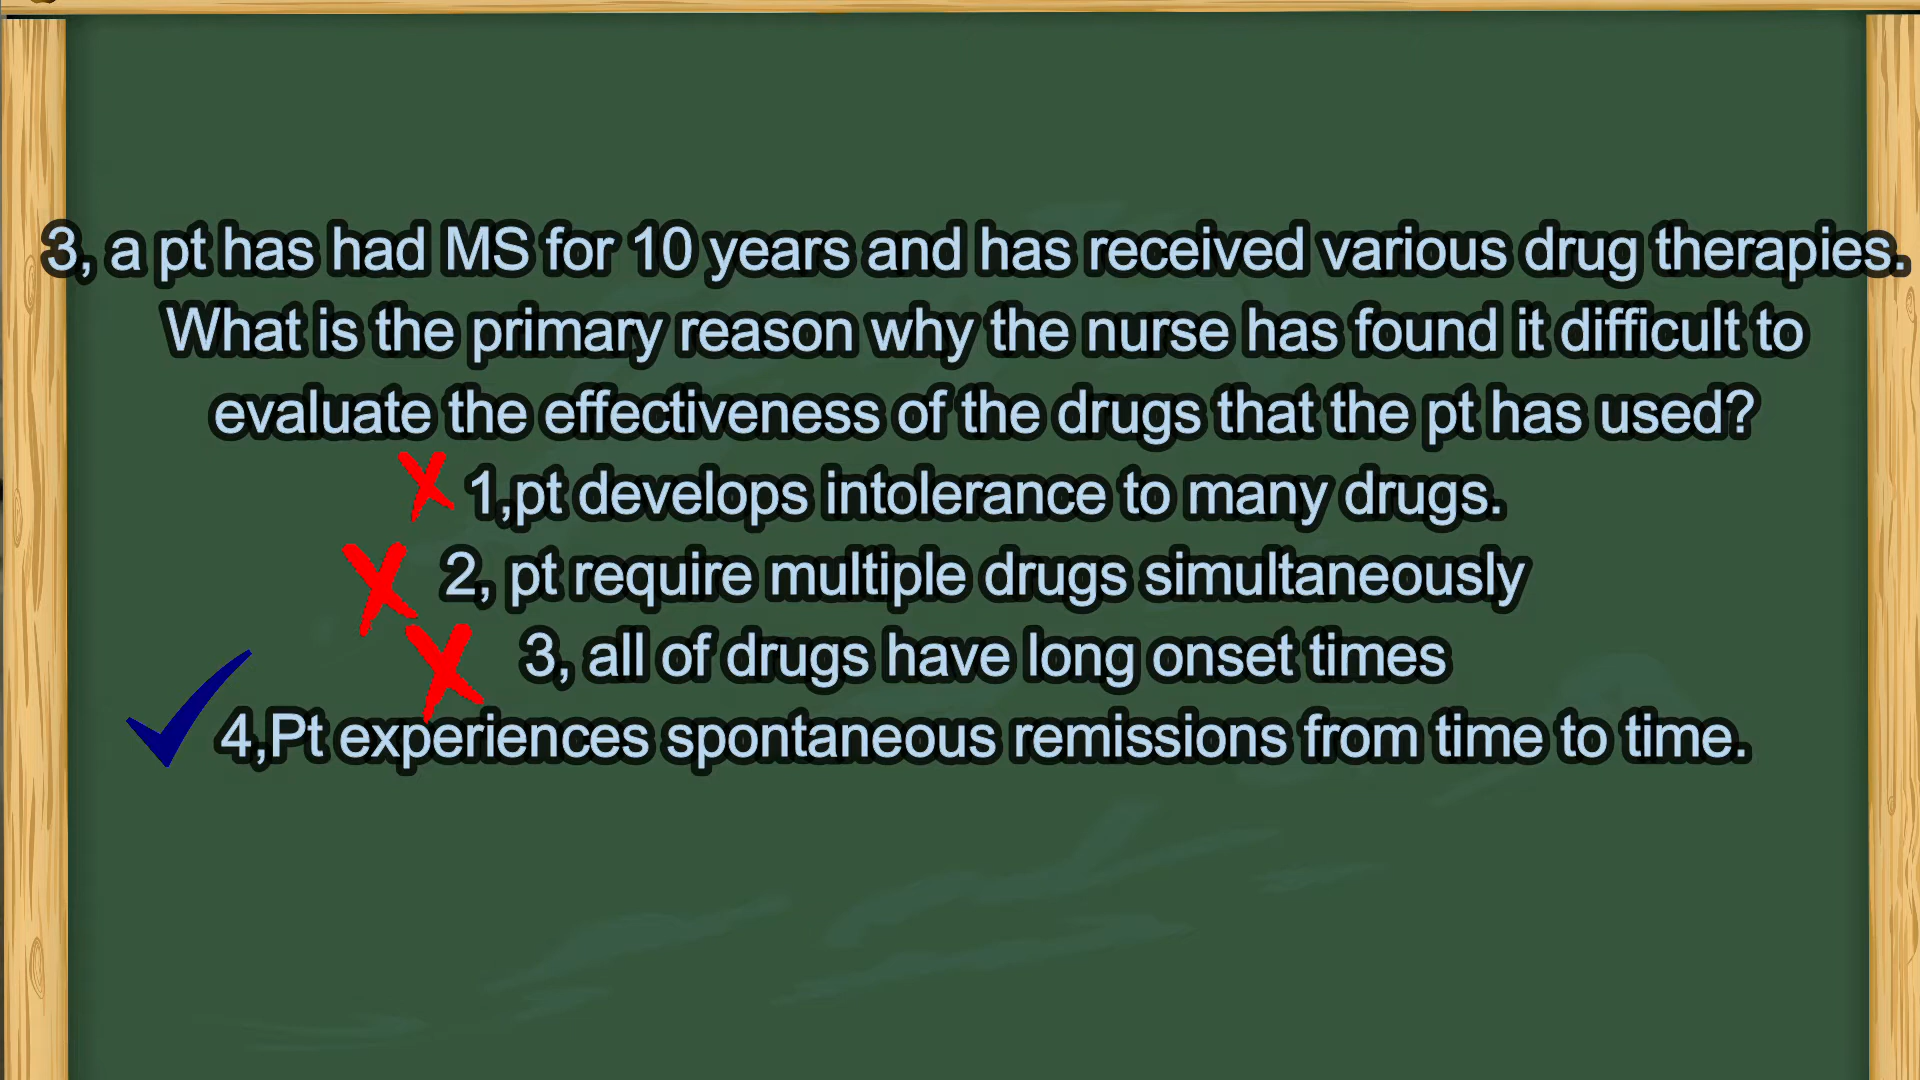 3, a pt has had MS for 10 years and has received various drug therapies.
What is the primary reason why the nurse has found it difficult to
evaluate the effectiveness of the drugs that the pt has used?
1,pt develops intolerance to many drugs.
2, pt require multiple drugs simultaneously
3, all of drugs have long onset times
4,Pt experiences spontaneous remissions from time to time.